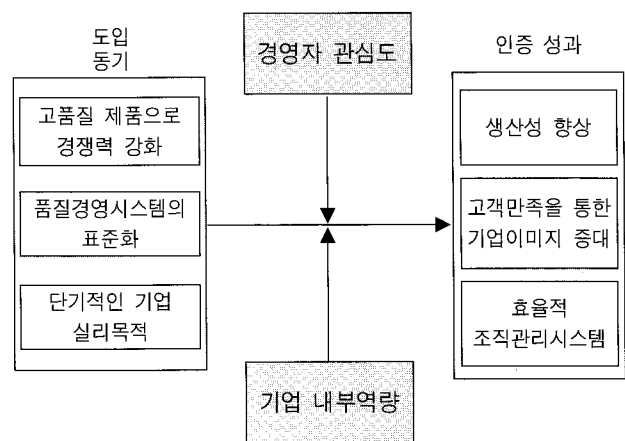 도입
동기
고품질 제품으로
경쟁력 강화
품질경영시스템의
표준화
단기적인 기업
실리목적
경영자 관심도
기업 내부역량
인증 성과
생산성 향상
고객만족을 통한
기업이미지 증대
효율적
조직관리시스템